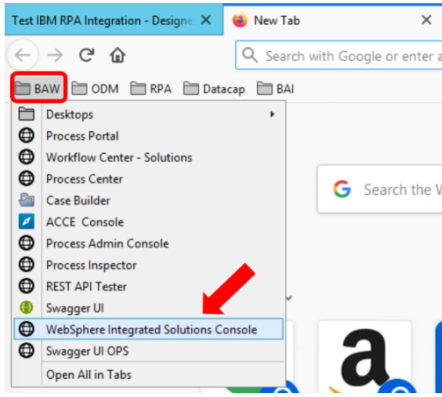 Test IBM RPA Integration - Designe
New Tab
Search with Google or enter a
BAW ODM RPA Datacap BAI
Desktops
Process Portal
Workflow Center - Solutions
Process Center
Case Builder
ACCE Console
Process Admin Console
Process Inspector
REST API Tester
Swagger UI
WebSphere Integrated Solutions Console
Swagger UI OPS
Open All in Tabs
G Search the W
a